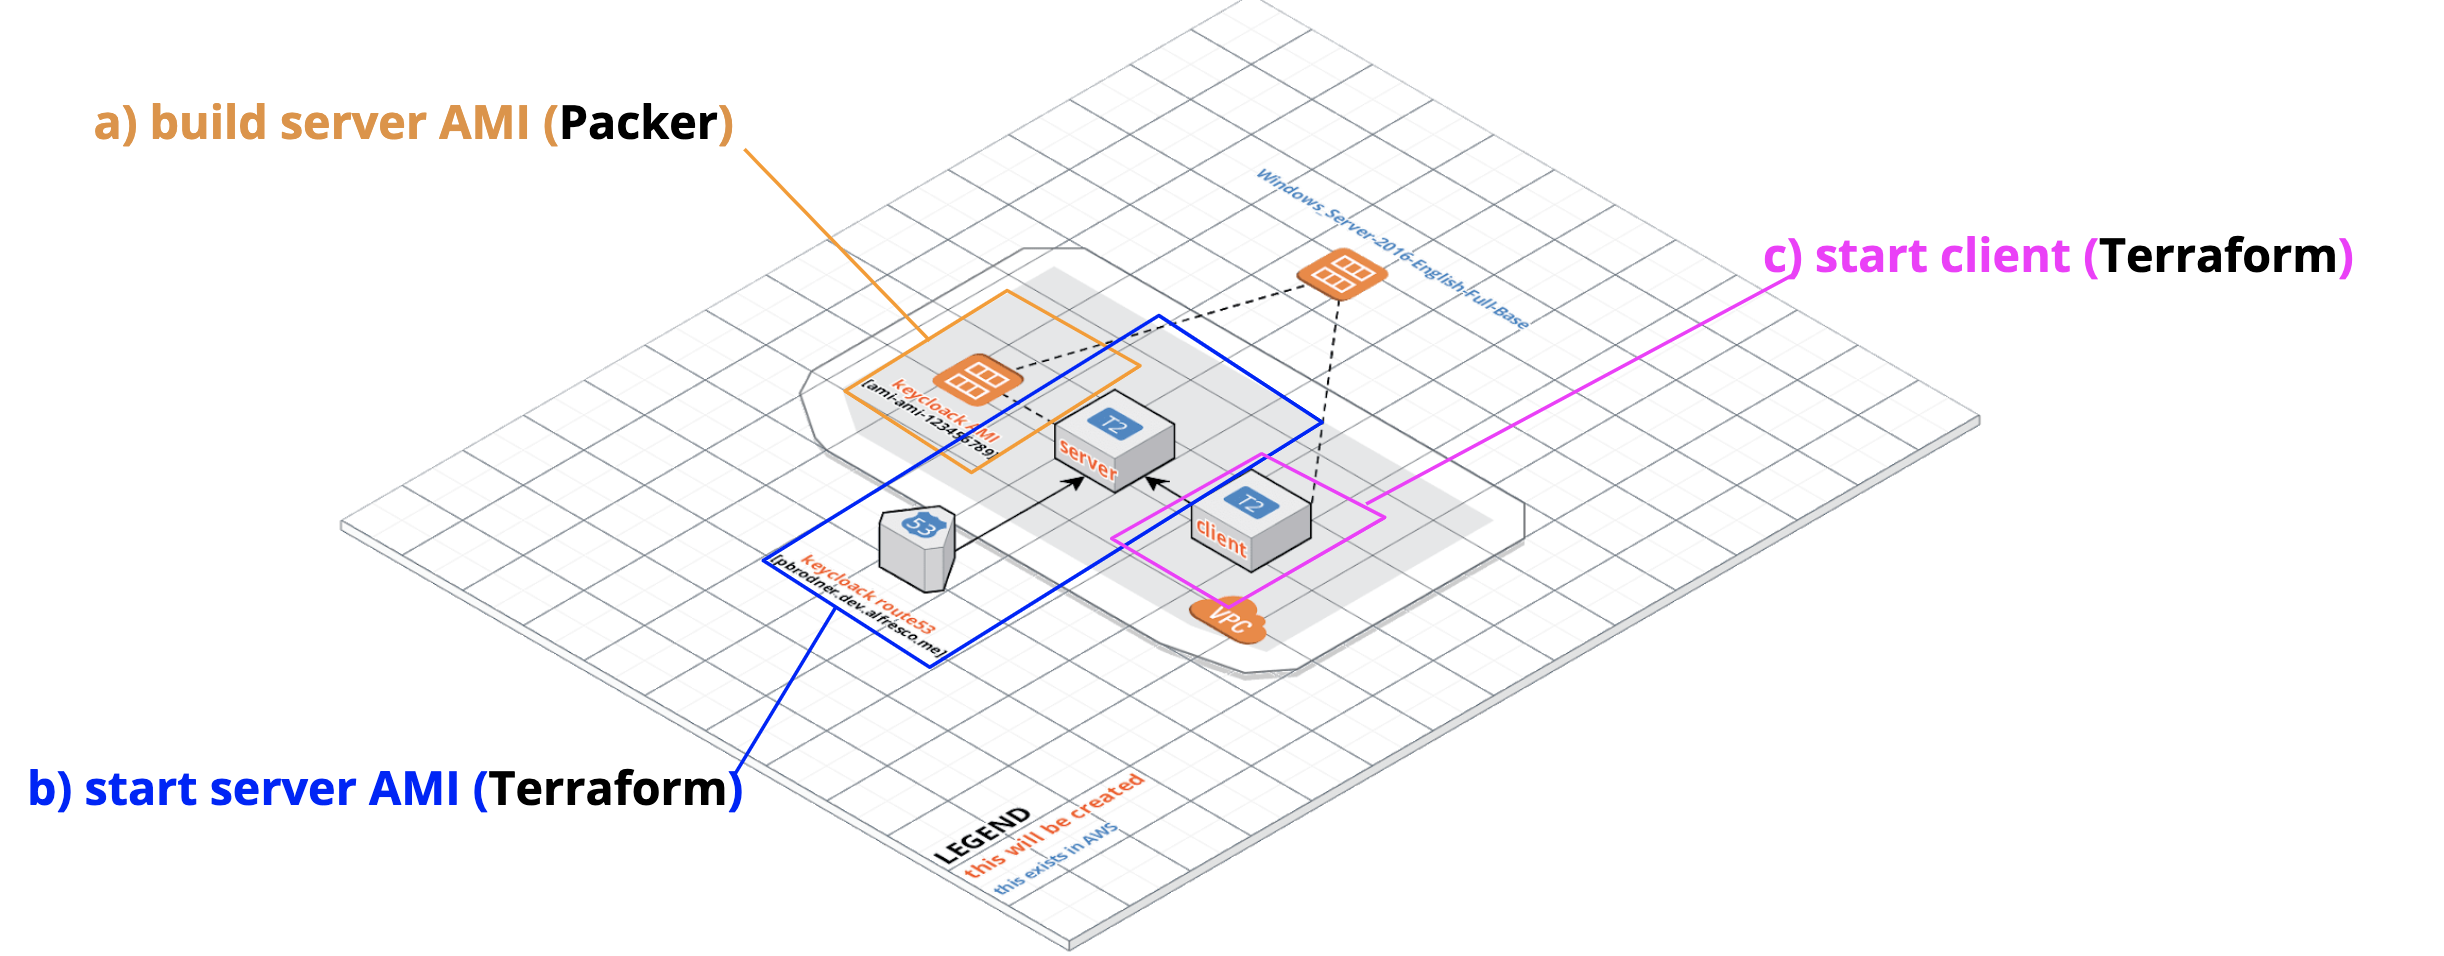 a) build server AMI (Packer)
Windows_Server-2016-English-Full-Base
c) start client (Terraform)
keycloack AMI
[ami-ami-123456789]
T2
server
T2
client
53
keycloack route53
[pbrodner.dev.alfresco.me]
VPC
b) start server AMI (Terraform)
LEGEND
this will be created
this exists in AWS